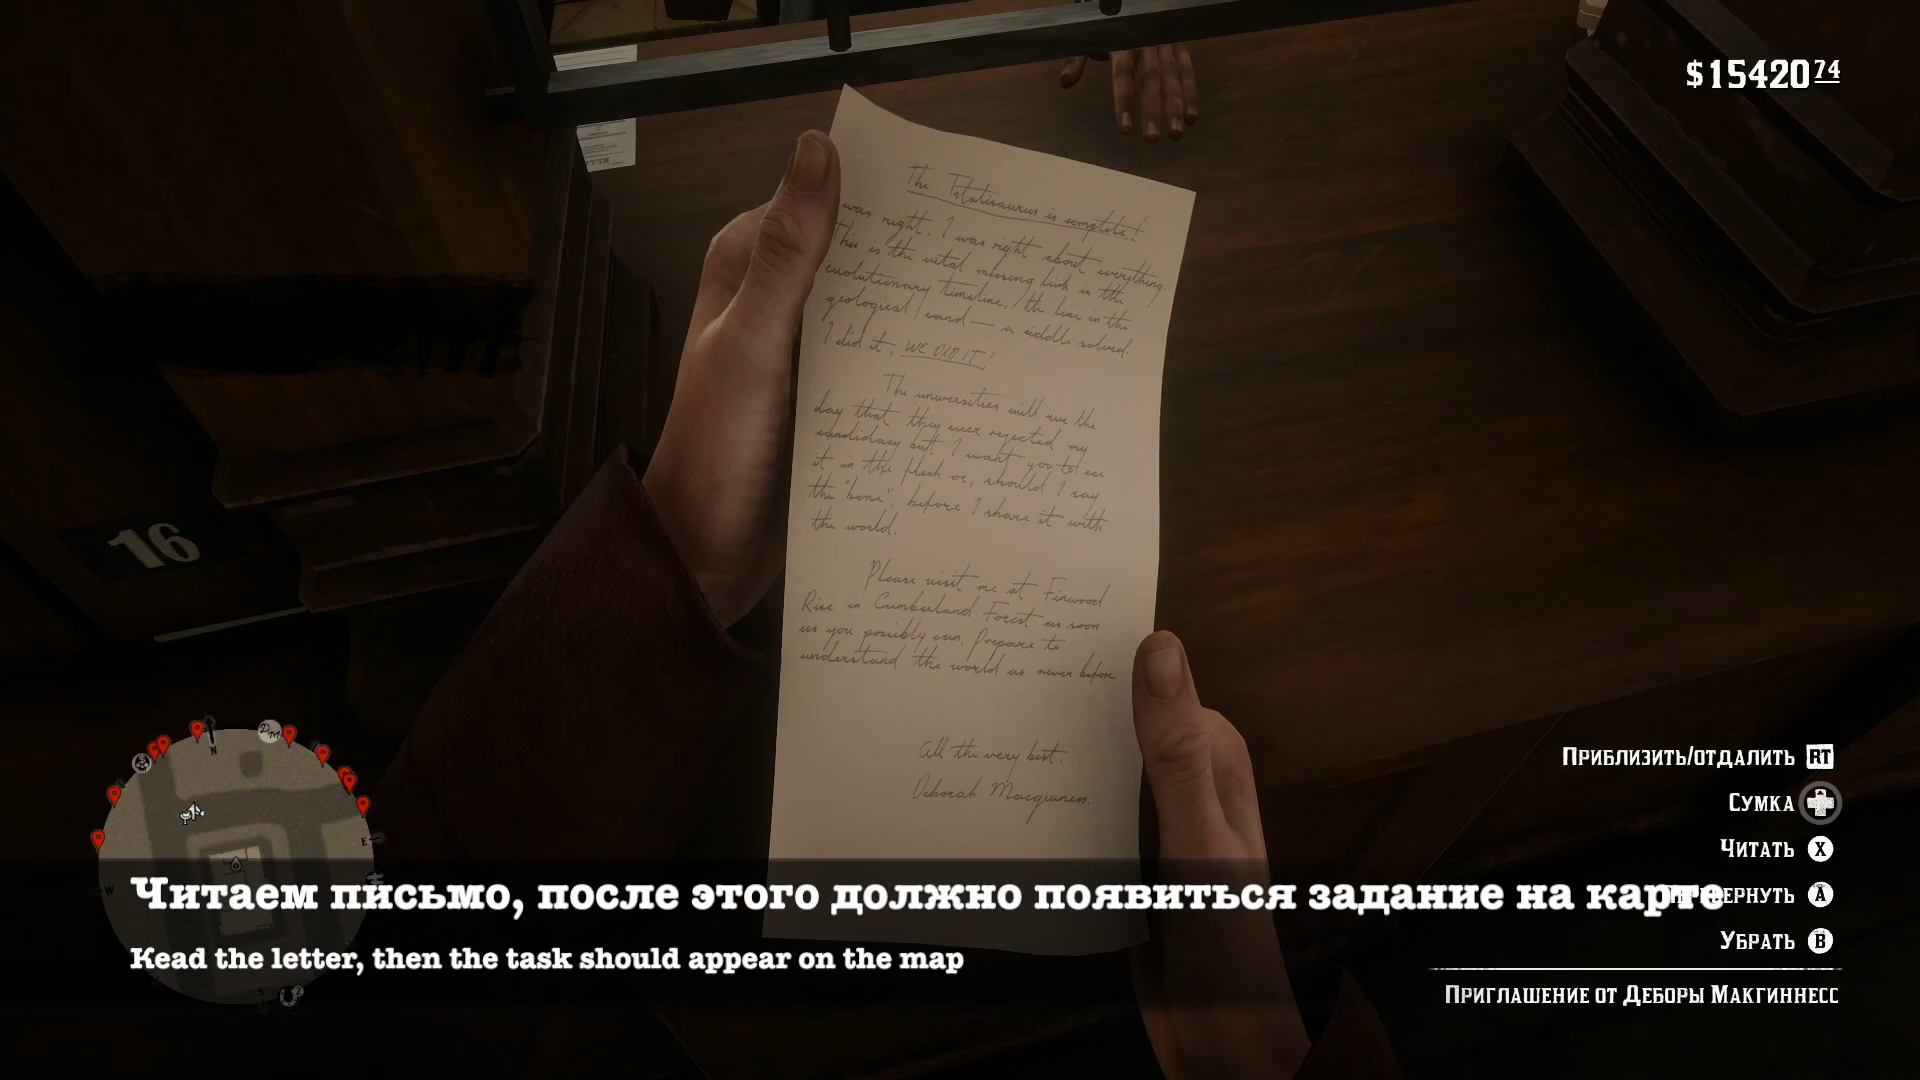 $15420 74
The Totalisaurus is complete!
was right. I was right about everything.
This is the vital missing link in the
evolutionary timeline, the line in the
geological sand — a riddle solved.
I did it, WE DID IT!
The universities will rue the
day that they ever rejected my
candidacy but I want you to see
it in the flesh or, should I say
the "bone", before I share it with
the world.
Please visit me at Firwood
Rise in Cumberland Forest as soon
as you possibly can. Prepare to
understand the world as never before.
All the very best.
Deborah Macguiness.
16
N
E
W
S
2
Приблизить/отдалить RT
Сумка
Читать X
Читаем письмо, после этого должно появиться задание на карте
A
Kead the letter, then the task should appear on the map
Убрать B
Приглашение от Деборы Макгиннесс